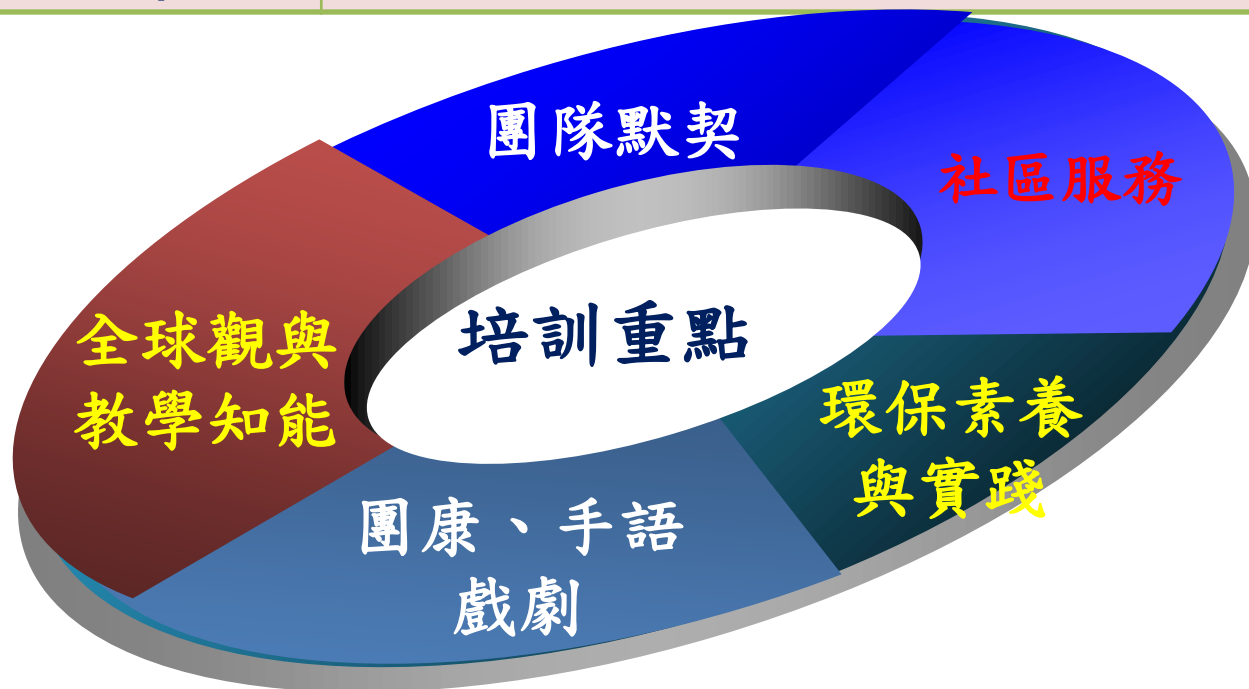 團隊默契
社區服務
培訓重點
全球觀與
教學知能
環保素養
與實踐
團康、手語
戲劇